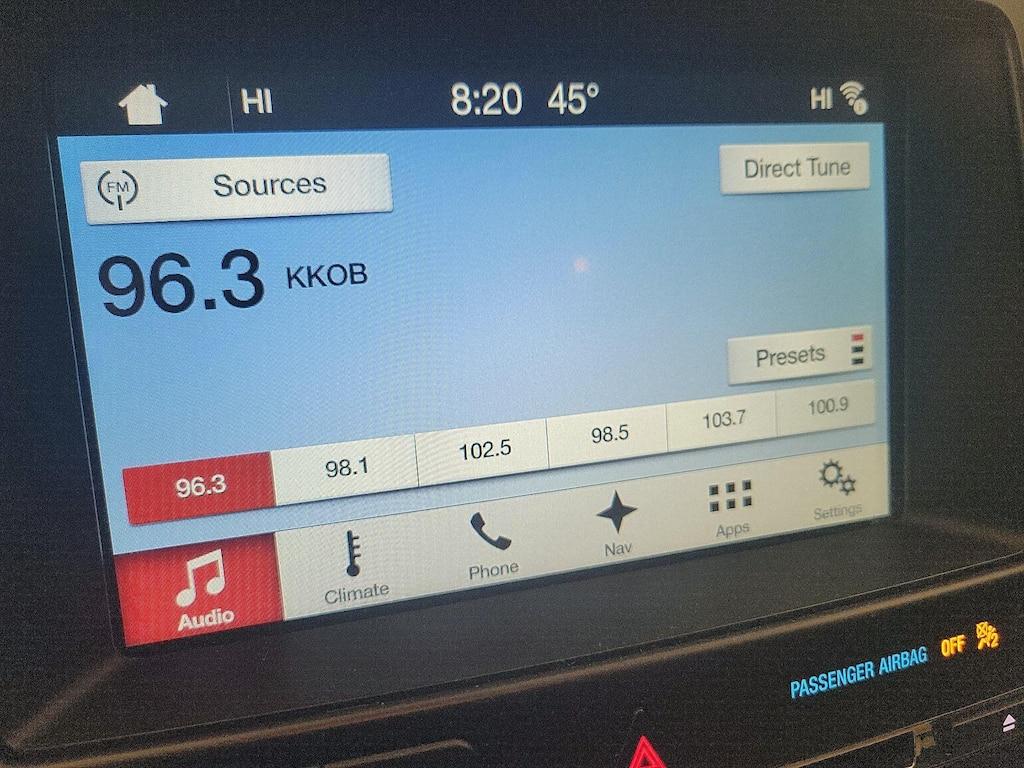 HI 8:20 45° HI
FM Sources Direct Tune
96.3 KKOB
Presets
96.3 98.1 102.5 98.5 103.7 100.9
Audio Climate Phone Nav Apps Settings
PASSENGER AIRBAG OFF 2